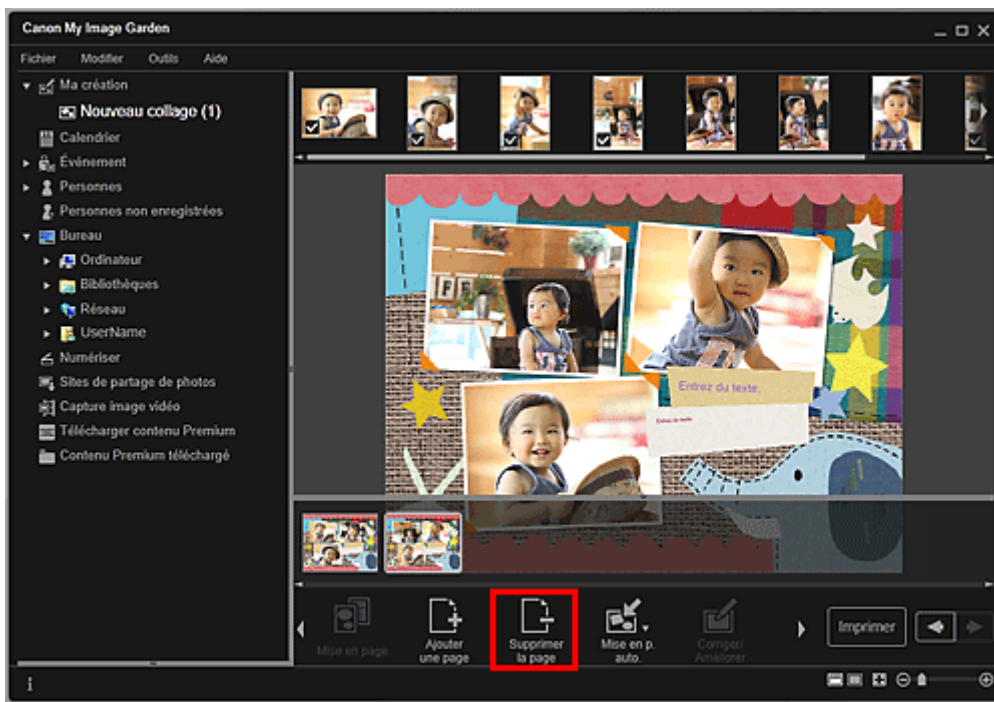 Canon My Image Garden
Fichier Modifier Outils Aide
Ma création
Nouveau collage (1)
Calendrier
Événement
Personnes
Personnes non enregistrées
Bureau
Ordinateur
Bibliothèques
Réseau
UserName
Numériser
Sites de partage de photos
Capture image vidéo
Télécharger contenu Premium
Contenu Premium téléchargé
Entrez du texte.
Entrez du texte.
Mise en page
Ajouter
une page
Supprimer
la page
Mise en p.
auto.
Corriger/
Améliorer
Imprimer